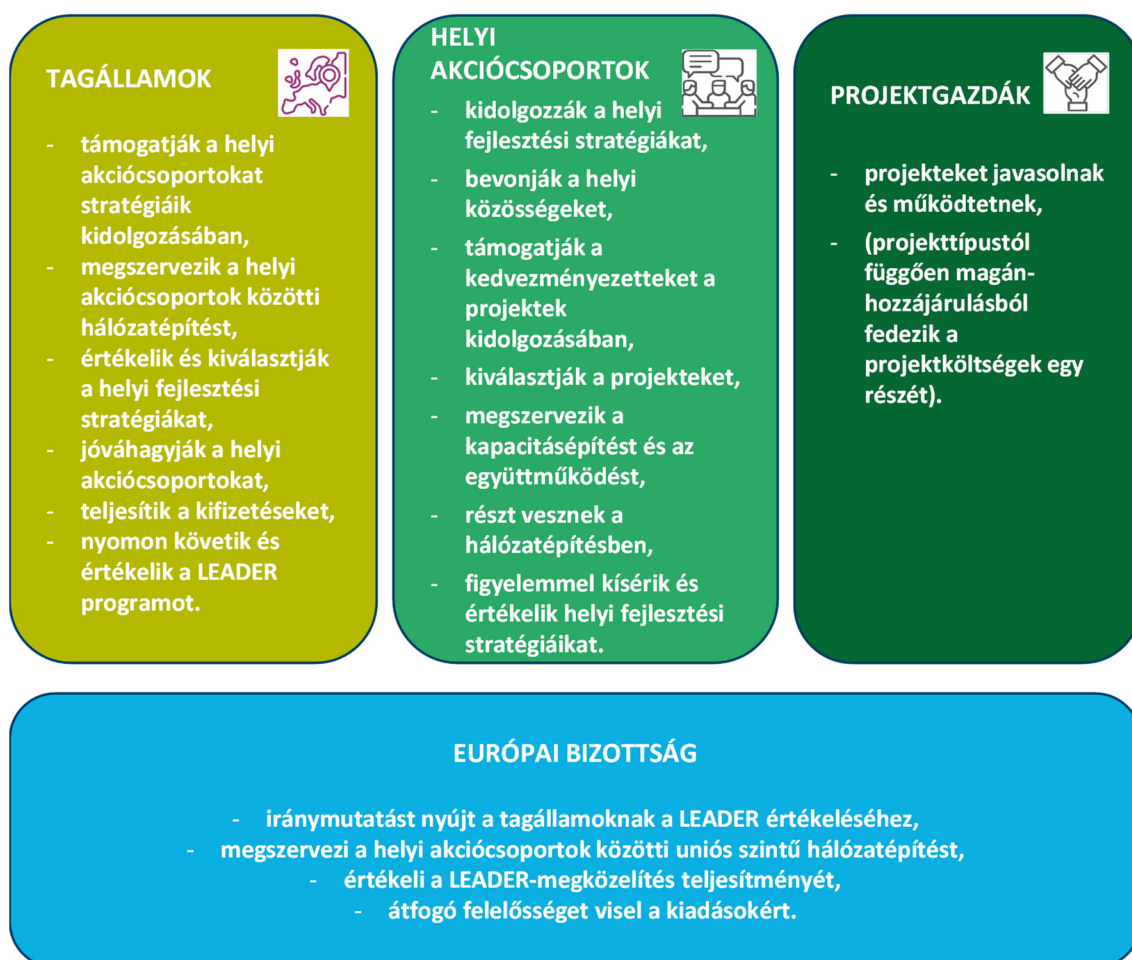 TAGÁLLAMOK
- támogatják a helyi
akciócsoportokat
stratégiáik
kidolgozásában,
- megszervezik a helyi
akciócsoportok közötti
hálózatépítést,
- értékelik és kiválasztják
a helyi fejlesztési
stratégiákat,
- jóváhagyják a helyi
akciócsoportokat,
- teljesítik a kifizetéseket,
- nyomon követik és
értékelik a LEADER
programot.
HELYI
AKCIÓCSOPORTOK
- kidolgozzák a helyi
fejlesztési stratégiákat,
- bevonják a helyi
közösségeket,
- támogatják a
kedvezményezetteket a
projektek
kidolgozásában,
- kiválasztják a projekteket,
- megszervezik a
kapacitásépítést és az
együttműködést,
- részt vesznek a
hálózatépítésben,
- figyelemmel kísérik és
értékelik helyi fejlesztési
stratégiáikat.
PROJEKTGAZDÁK
- projekteket javasolnak
és működtetnek,
- (projekttípustól
függően magán-
hozzájárulásból
fedezik a
projektköltségek egy
részét).
EURÓPAI BIZOTTSÁG
- iránymutatást nyújt a tagállamoknak a LEADER értékeléséhez,
- megszervezi a helyi akciócsoportok közötti uniós szintű hálózatépítést,
- értékeli a LEADER-megközelítés teljesítményét,
- átfogó felelősséget visel a kiadásokért.